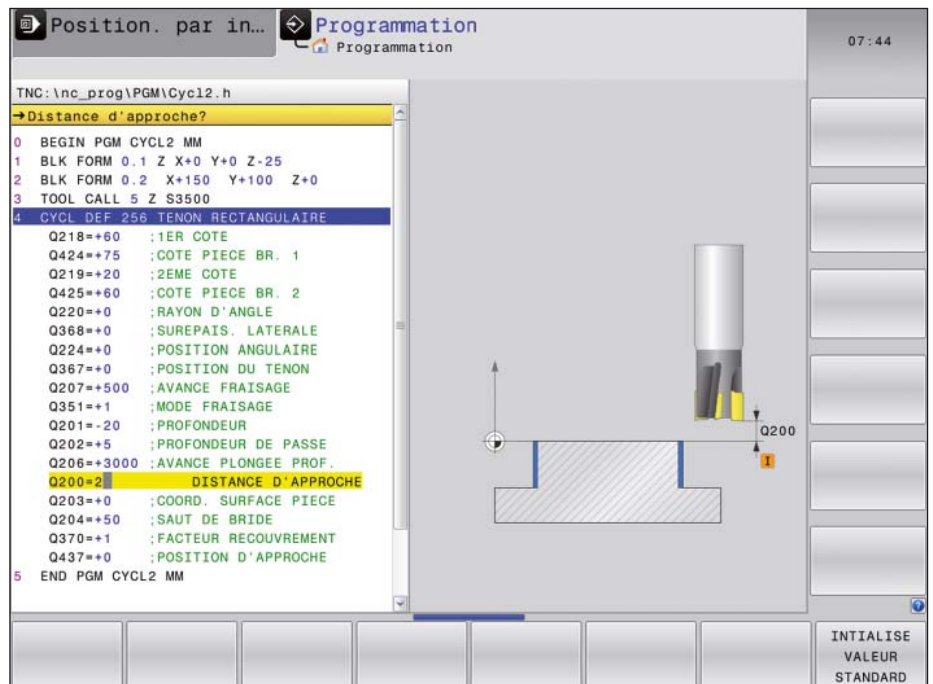 Position. par in...
Programmation
Programmation
07:44
TNC:\nc_prog\PGM\Cycl2.h
→Distance d'approche?
0 BEGIN PGM CYCL2 MM
1 BLK FORM 0.1 Z X+0 Y+0 Z-25
2 BLK FORM 0.2 X+150 Y+100 Z+0
3 TOOL CALL 5 Z S3500
4 CYCL DEF 256 TENON RECTANGULAIRE
Q218=+60 ;1ER COTE
Q424=+75 ;COTE PIECE BR. 1
Q219=+20 ;2EME COTE
Q425=+60 ;COTE PIECE BR. 2
Q220=+0 ;RAYON D'ANGLE
Q368=+0 ;SUREPAIS. LATERALE
Q224=+0 ;POSITION ANGULAIRE
Q367=+0 ;POSITION DU TENON
Q207=+500 ;AVANCE FRAISAGE
Q351=+1 ;MODE FRAISAGE
Q201=-20 ;PROFONDEUR
Q202=+5 ;PROFONDEUR DE PASSE
Q206=+3000 ;AVANCE PLONGEE PROF.
Q200=2 DISTANCE D'APPROCHE
Q203=+0 ;COORD. SURFACE PIECE
Q204=+50 ;SAUT DE BRIDE
Q370=+1 ;FACTEUR RECOUVREMENT
Q437=+0 ;POSITION D'APPROCHE
5 END PGM CYCL2 MM
Q200
I
?
INTIALISE
VALEUR
STANDARD